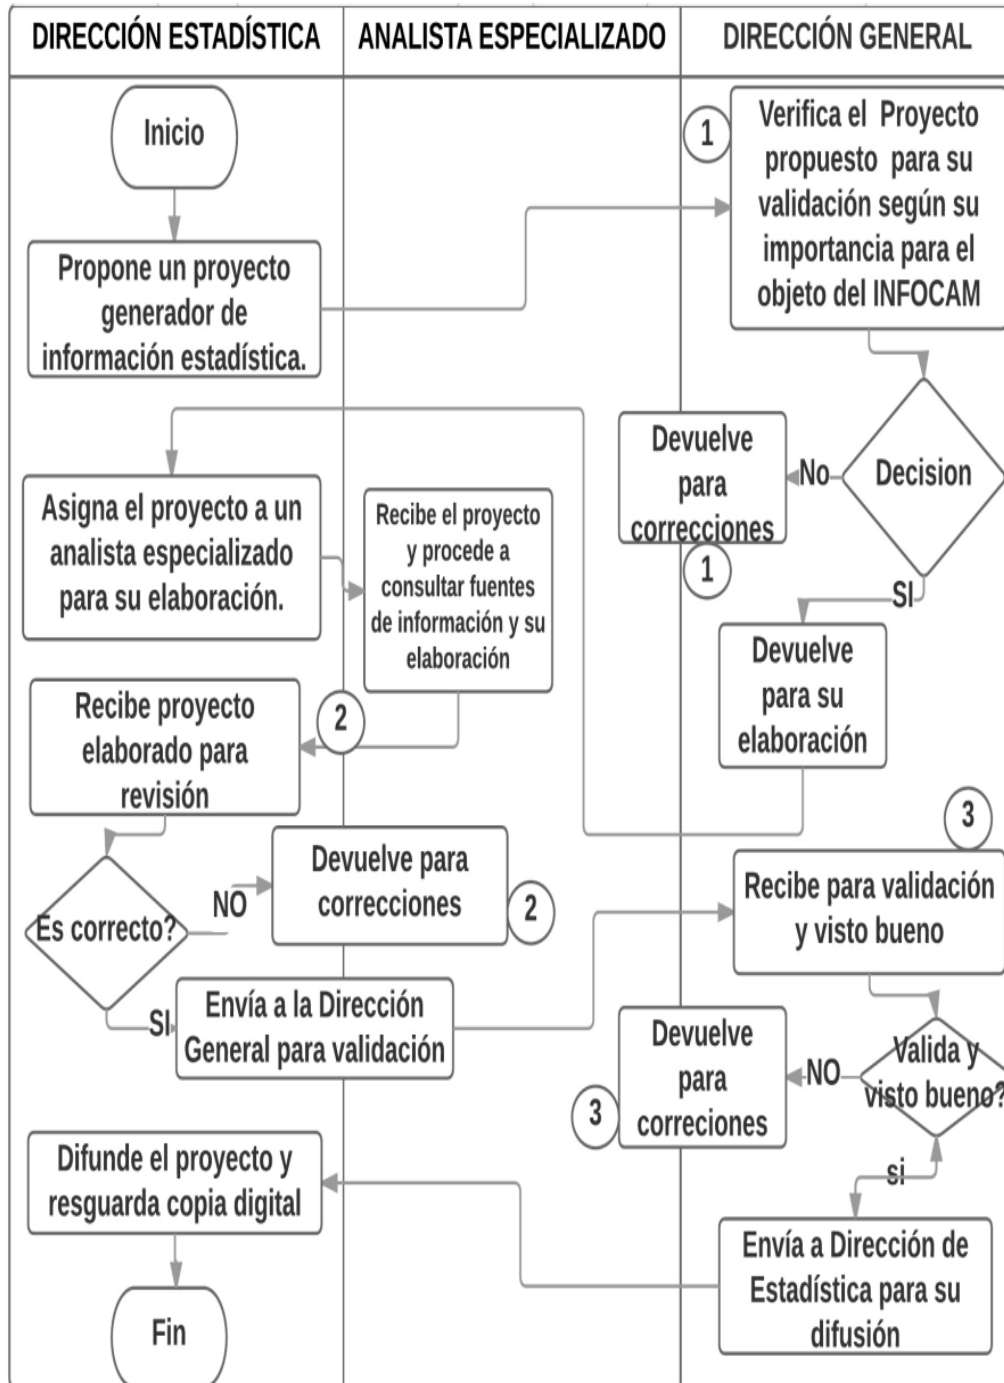 DIRECCIÓN ESTADÍSTICA
ANALISTA ESPECIALIZADO
DIRECCIÓN GENERAL
Inicio
1
Verifica el Proyecto
propuesto para su
validación según su
importancia para el
objeto del INFOCAM
Propone un proyecto
generador de
información estadística.
Decision
No
Devuelve
para
correcciones
1
SI
Devuelve
para su
elaboración
Asigna el proyecto a un
analista especializado
para su elaboración.
Recibe el proyecto
y procede a
consultar fuentes
de información y su
elaboración
2
Recibe proyecto
elaborado para
revisión
Es correcto?
NO
Devuelve para
correcciones
2
SI
Envía a la Dirección
General para validación
3
Recibe para validación
y visto bueno
Valida y
visto bueno?
NO
Devuelve
para
correciones
3
si
Envía a Dirección de
Estadística para su
difusión
Difunde el proyecto y
resguarda copia digital
Fin